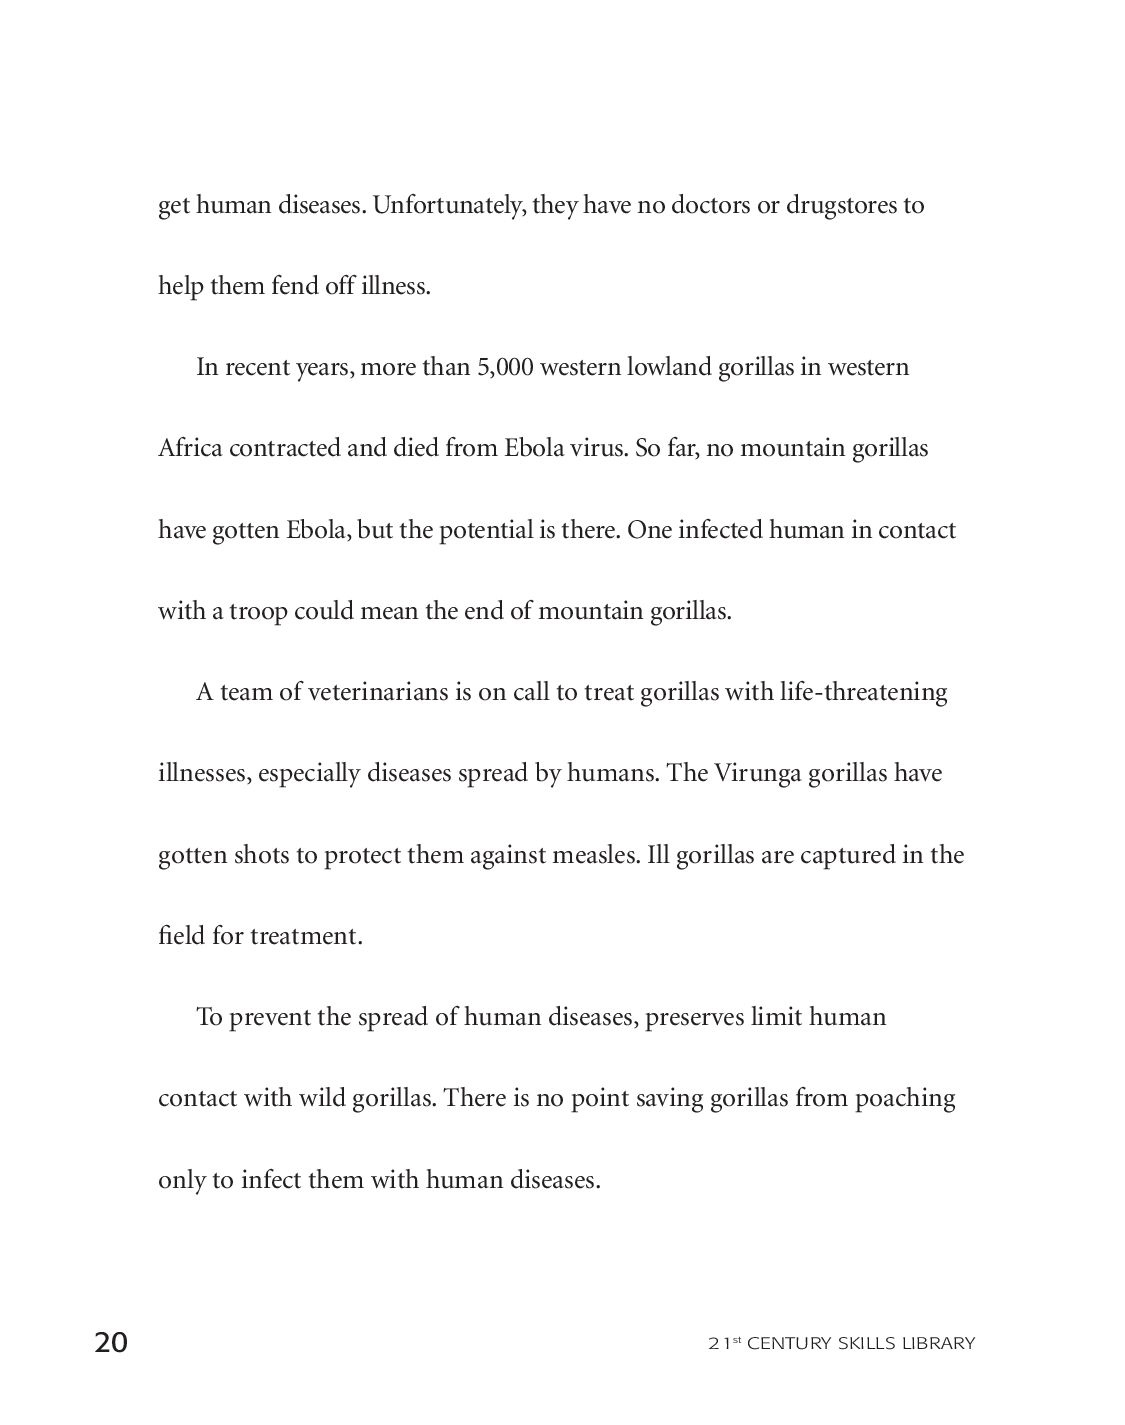 get human diseases. Unfortunately, they have no doctors or drugstores to
help them fend off illness.
In recent years, more than 5,000 western lowland gorillas in western
Africa contracted and died from Ebola virus. So far, no mountain gorillas
have gotten Ebola, but the potential is there. One infected human in contact
with a troop could mean the end of mountain gorillas.
A team of veterinarians is on call to treat gorillas with life-threatening
illnesses, especially diseases spread by humans. The Virunga gorillas have
gotten shots to protect them against measles. Ill gorillas are captured in the
field for treatment.
To prevent the spread of human diseases, preserves limit human
contact with wild gorillas. There is no point saving gorillas from poaching
only to infect them with human diseases.
20
21st CENTURY SKILLS LIBRARY